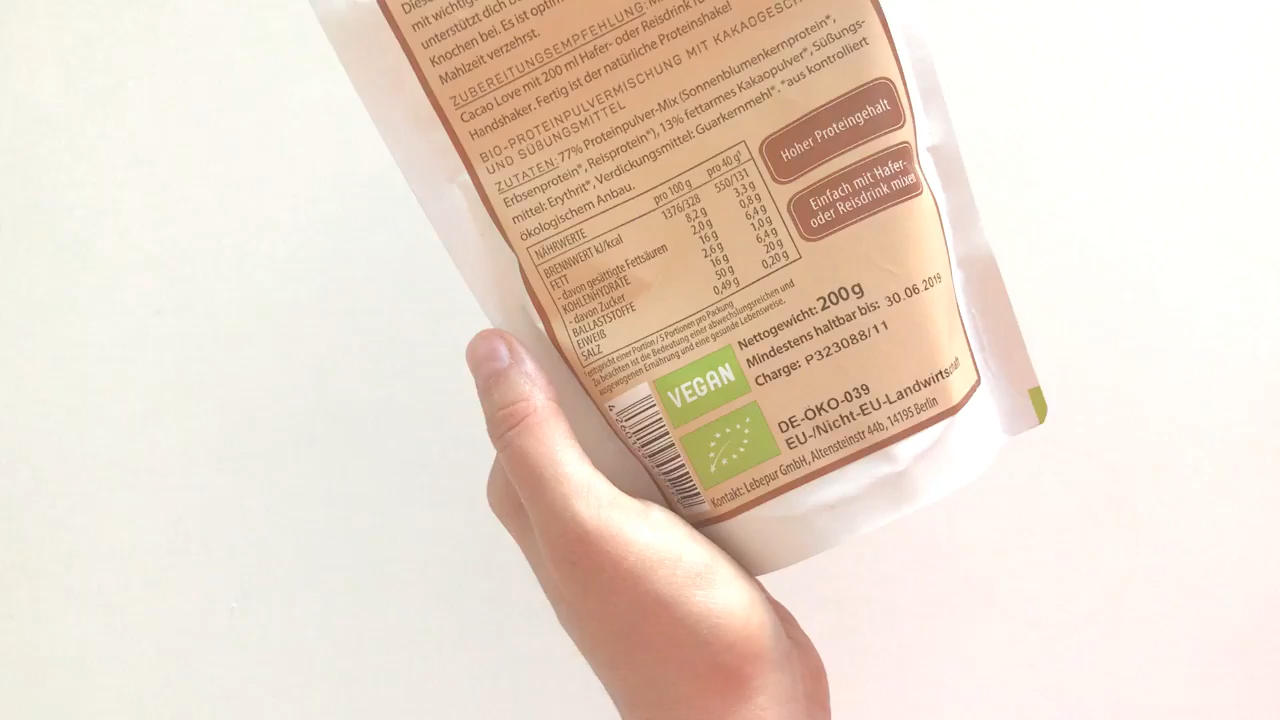 Diese
mit wichtige
unterstützt dich
Knochen bei. Es ist optim
Mahlzeit verzehrst.
ZUBEREITUNGSEMPFEHLUNG:
Cacao Love mit 200 ml Hafer- oder Reisdrink
Handshaker. Fertig ist der natürliche Proteinshake!
BIO-PROTEINPULVERMISCHUNG MIT KAKAOGESCH
UND SÜßUNGSMITTEL
ZUTATEN: 77% Proteinpulver-Mix (Sonnenblumenkernprotein*,
Erbsenprotein*, Reisprotein*), 13% fettarmes Kakaopulver*, Süßungs-
mittel: Erythrit*, Verdickungsmittel: Guarkernmehl*. *aus kontrolliert
ökologischem Anbau.
NÄHRWERTE pro 100 g pro 40 g¹
BRENNWERT kJ/kcal 1376/328 550/131
FETT 8,2 g 3,3 g
- davon gesättigte Fettsäuren 2,0 g 0,8 g
KOHLENHYDRATE 16 g 6,4 g
- davon Zucker 2,6 g 1,0 g
BALLASTSTOFFE 16 g 6,4 g
EIWEIß 50 g 20 g
SALZ 0,49 g 0,20 g
¹entspricht einer Portion / 5 Portionen pro Packung
Zu beachten ist die Bedeutung einer abwechslungsreichen und
ausgewogenen Ernährung und eine gesunde Lebensweise.
Hoher Proteingehalt
Einfach mit Hafer-
oder Reisdrink mixen
VEGAN
Nettogewicht: 200 g
Mindestens haltbar bis: 30.06.2019
Charge: P323088/11
DE-ÖKO-039
EU-/Nicht-EU-Landwirtschaft
Kontakt: Lebepur GmbH, Altensteinstr 44b, 14195 Berlin